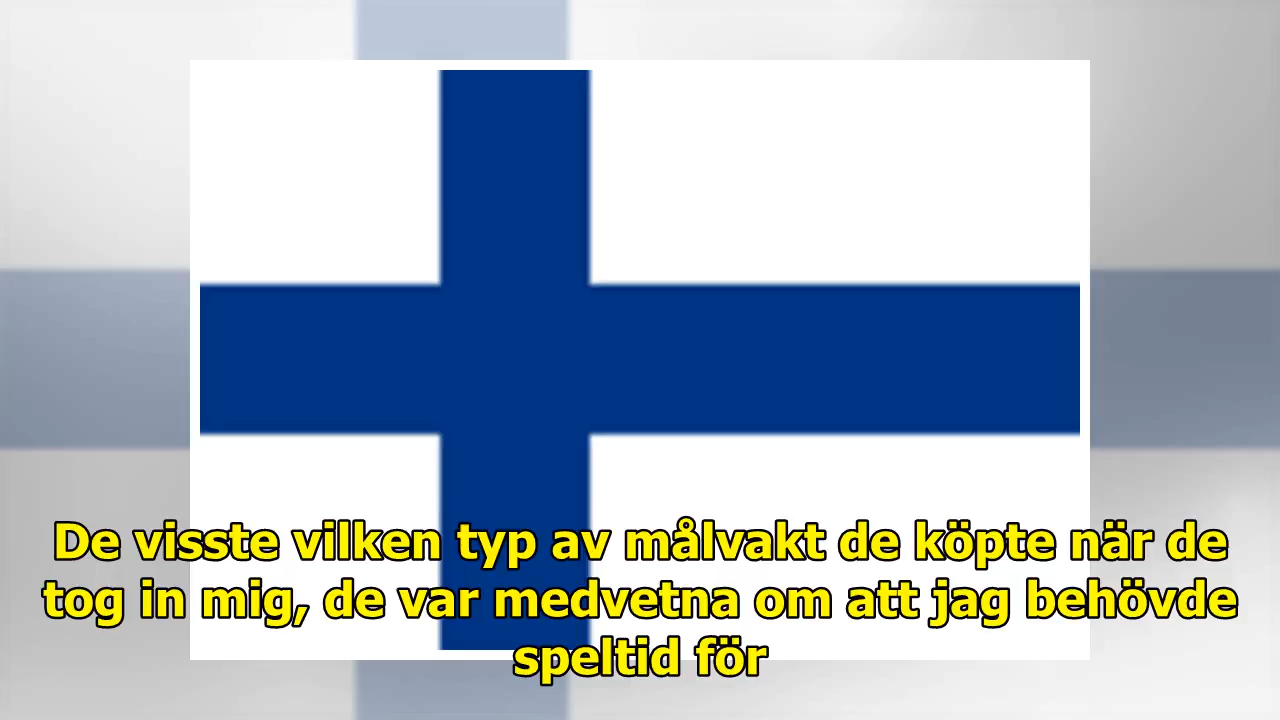 De visste vilken typ av målvakt de köpte när de
tog in mig, de var medvetna om att jag behövde
speltid för